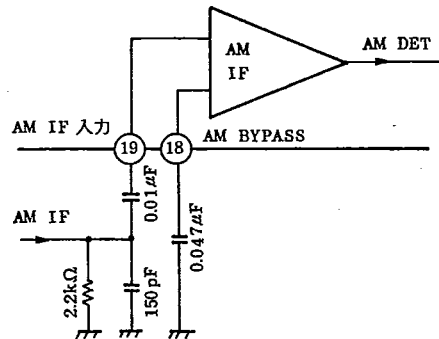 AM
IF
AM DET
AM IF 入力
19
18
AM BYPASS
0.01μF
AM IF
0.047μF
2.2kΩ
150pF